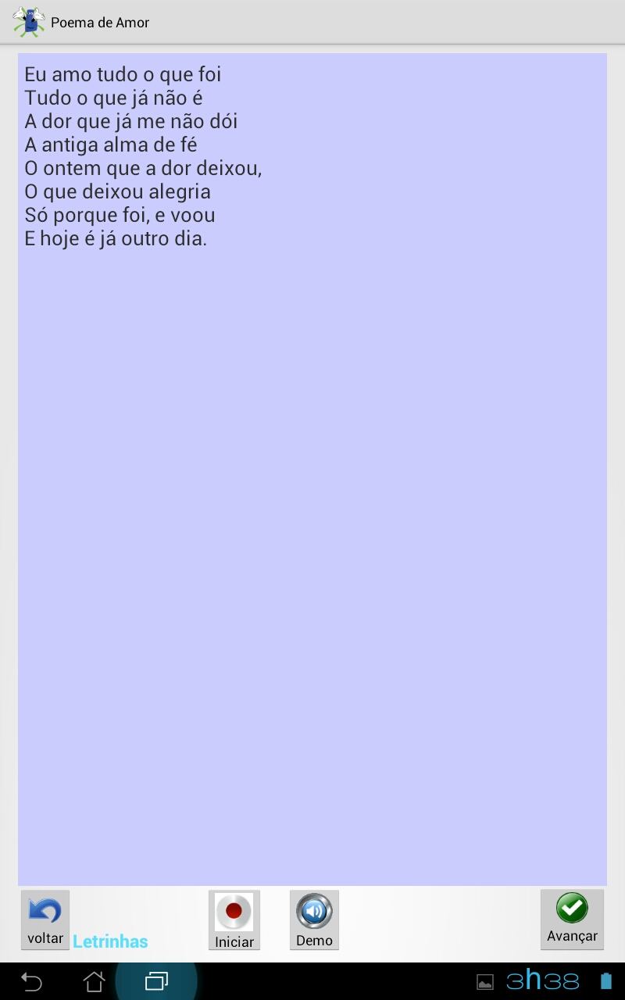 Poema de Amor
Eu amo tudo o que foi
Tudo o que já não é
A dor que já me não dói
A antiga alma de fé
O ontem que a dor deixou,
O que deixou alegria
Só porque foi, e voou
E hoje é já outro dia.
voltar
Letrinhas
Iniciar
Demo
Avançar
3h38